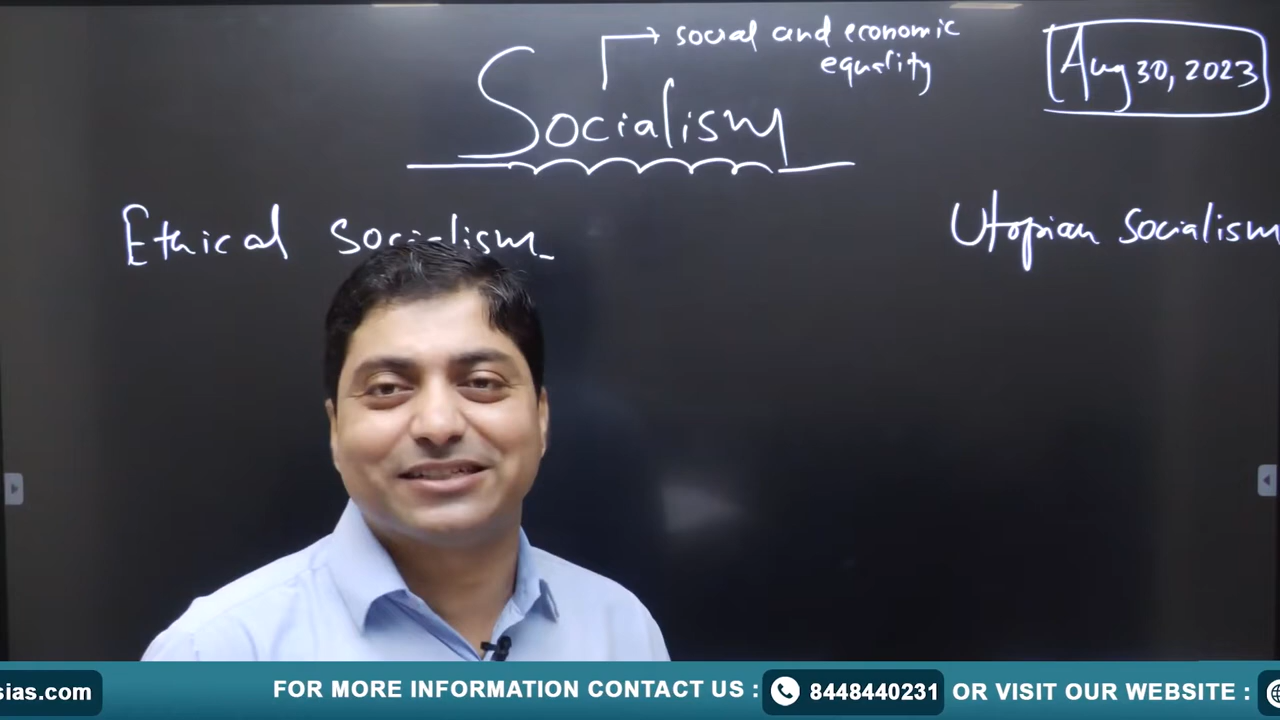 social and economic
equality
Aug 30, 2023
Socialism
Ethical Socialism
Utopian Socialism
sias.com FOR MORE INFORMATION CONTACT US : 8448440231 OR VISIT OUR WEBSITE :